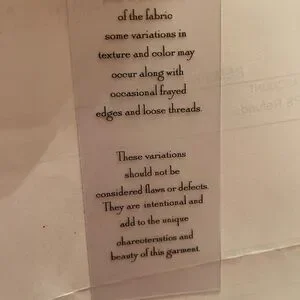 of the fabric
some variations in
texture and color may
occur along with
occasional frayed
edges and loose threads.
These variations
should not be
considered flaws or defects.
They are intentional and
add to the unique
characteristics and
beauty of this garment.